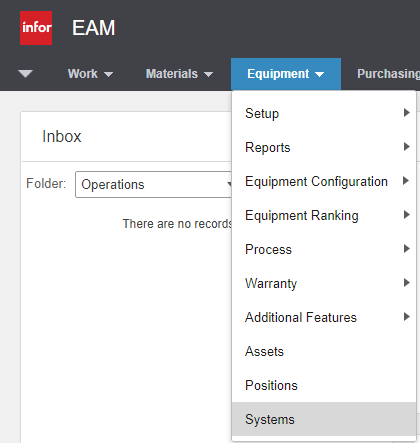 infor EAM
Work Materials Equipment Purchasing
Inbox
Folder: Operations
There are no records
Setup
Reports
Equipment Configuration
Equipment Ranking
Process
Warranty
Additional Features
Assets
Positions
Systems